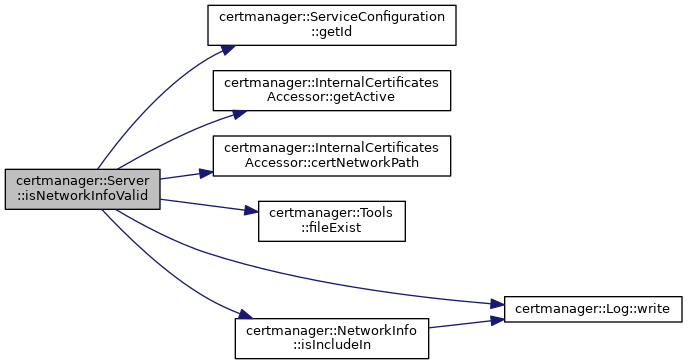 certmanager::ServiceConfiguration
::getId
certmanager::InternalCertificates
Accessor::getActive
certmanager::InternalCertificates
Accessor::certNetworkPath
certmanager::Server
::isNetworkInfoValid
certmanager::Tools
::fileExist
certmanager::Log::write
certmanager::NetworkInfo
::isIncludeIn